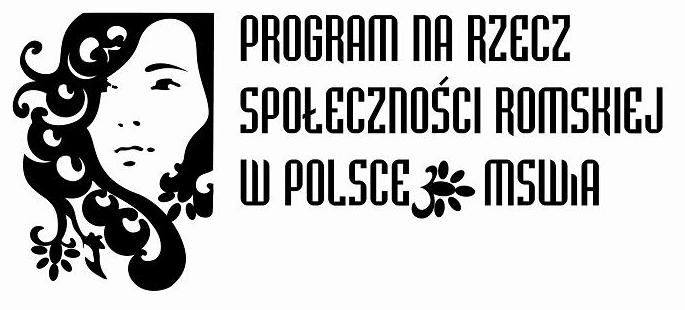 PROGRAM NA RZECZ
SPOŁECZNOŚCI ROMSKIEJ
W POLSCE MSWiA